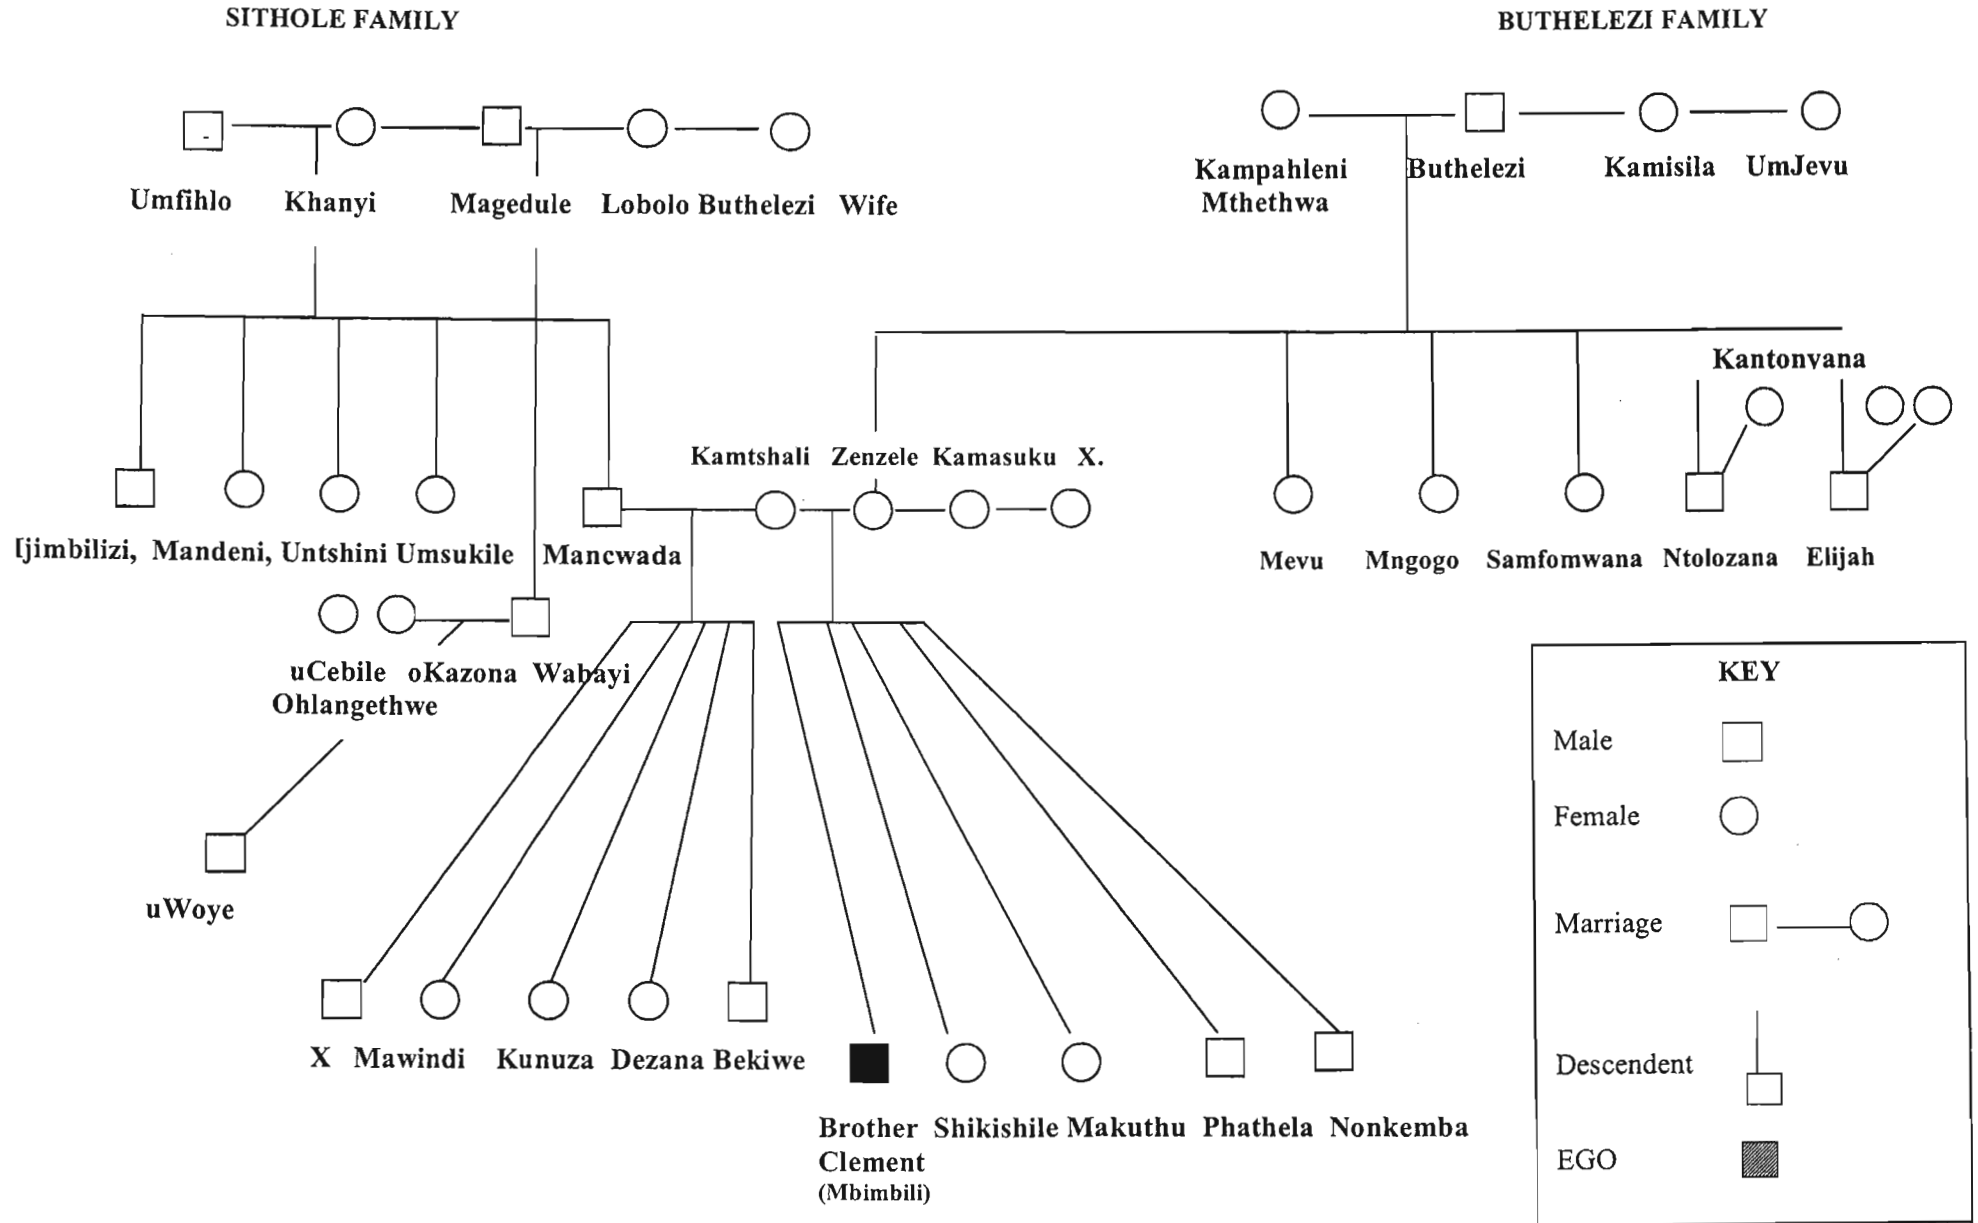 SITHOLE FAMILY
BUTHELEZI FAMILY
Umfihlo Khanyi Magedule Lobolo Buthelezi Wife
Kampahleni Buthelezi Kamisila UmJevu
Mthethwa
Kantonvana
Kamtshali Zenzele Kamasuku X.
[jimbilizi, Mandeni, Untshini Umsukile Mancwada
Mevu Mngogo Samfomwana Ntolozana Elijah
uCebile oKazona Wabayi
Ohlangethwe
uWoye
X Mawindi Kunuza Dezana Bekiwe
Brother Shikishile Makuthu Phathela Nonkemba
Clement
(Mbimbili)
KEY
Male
Female
Marriage
Descendent
EGO